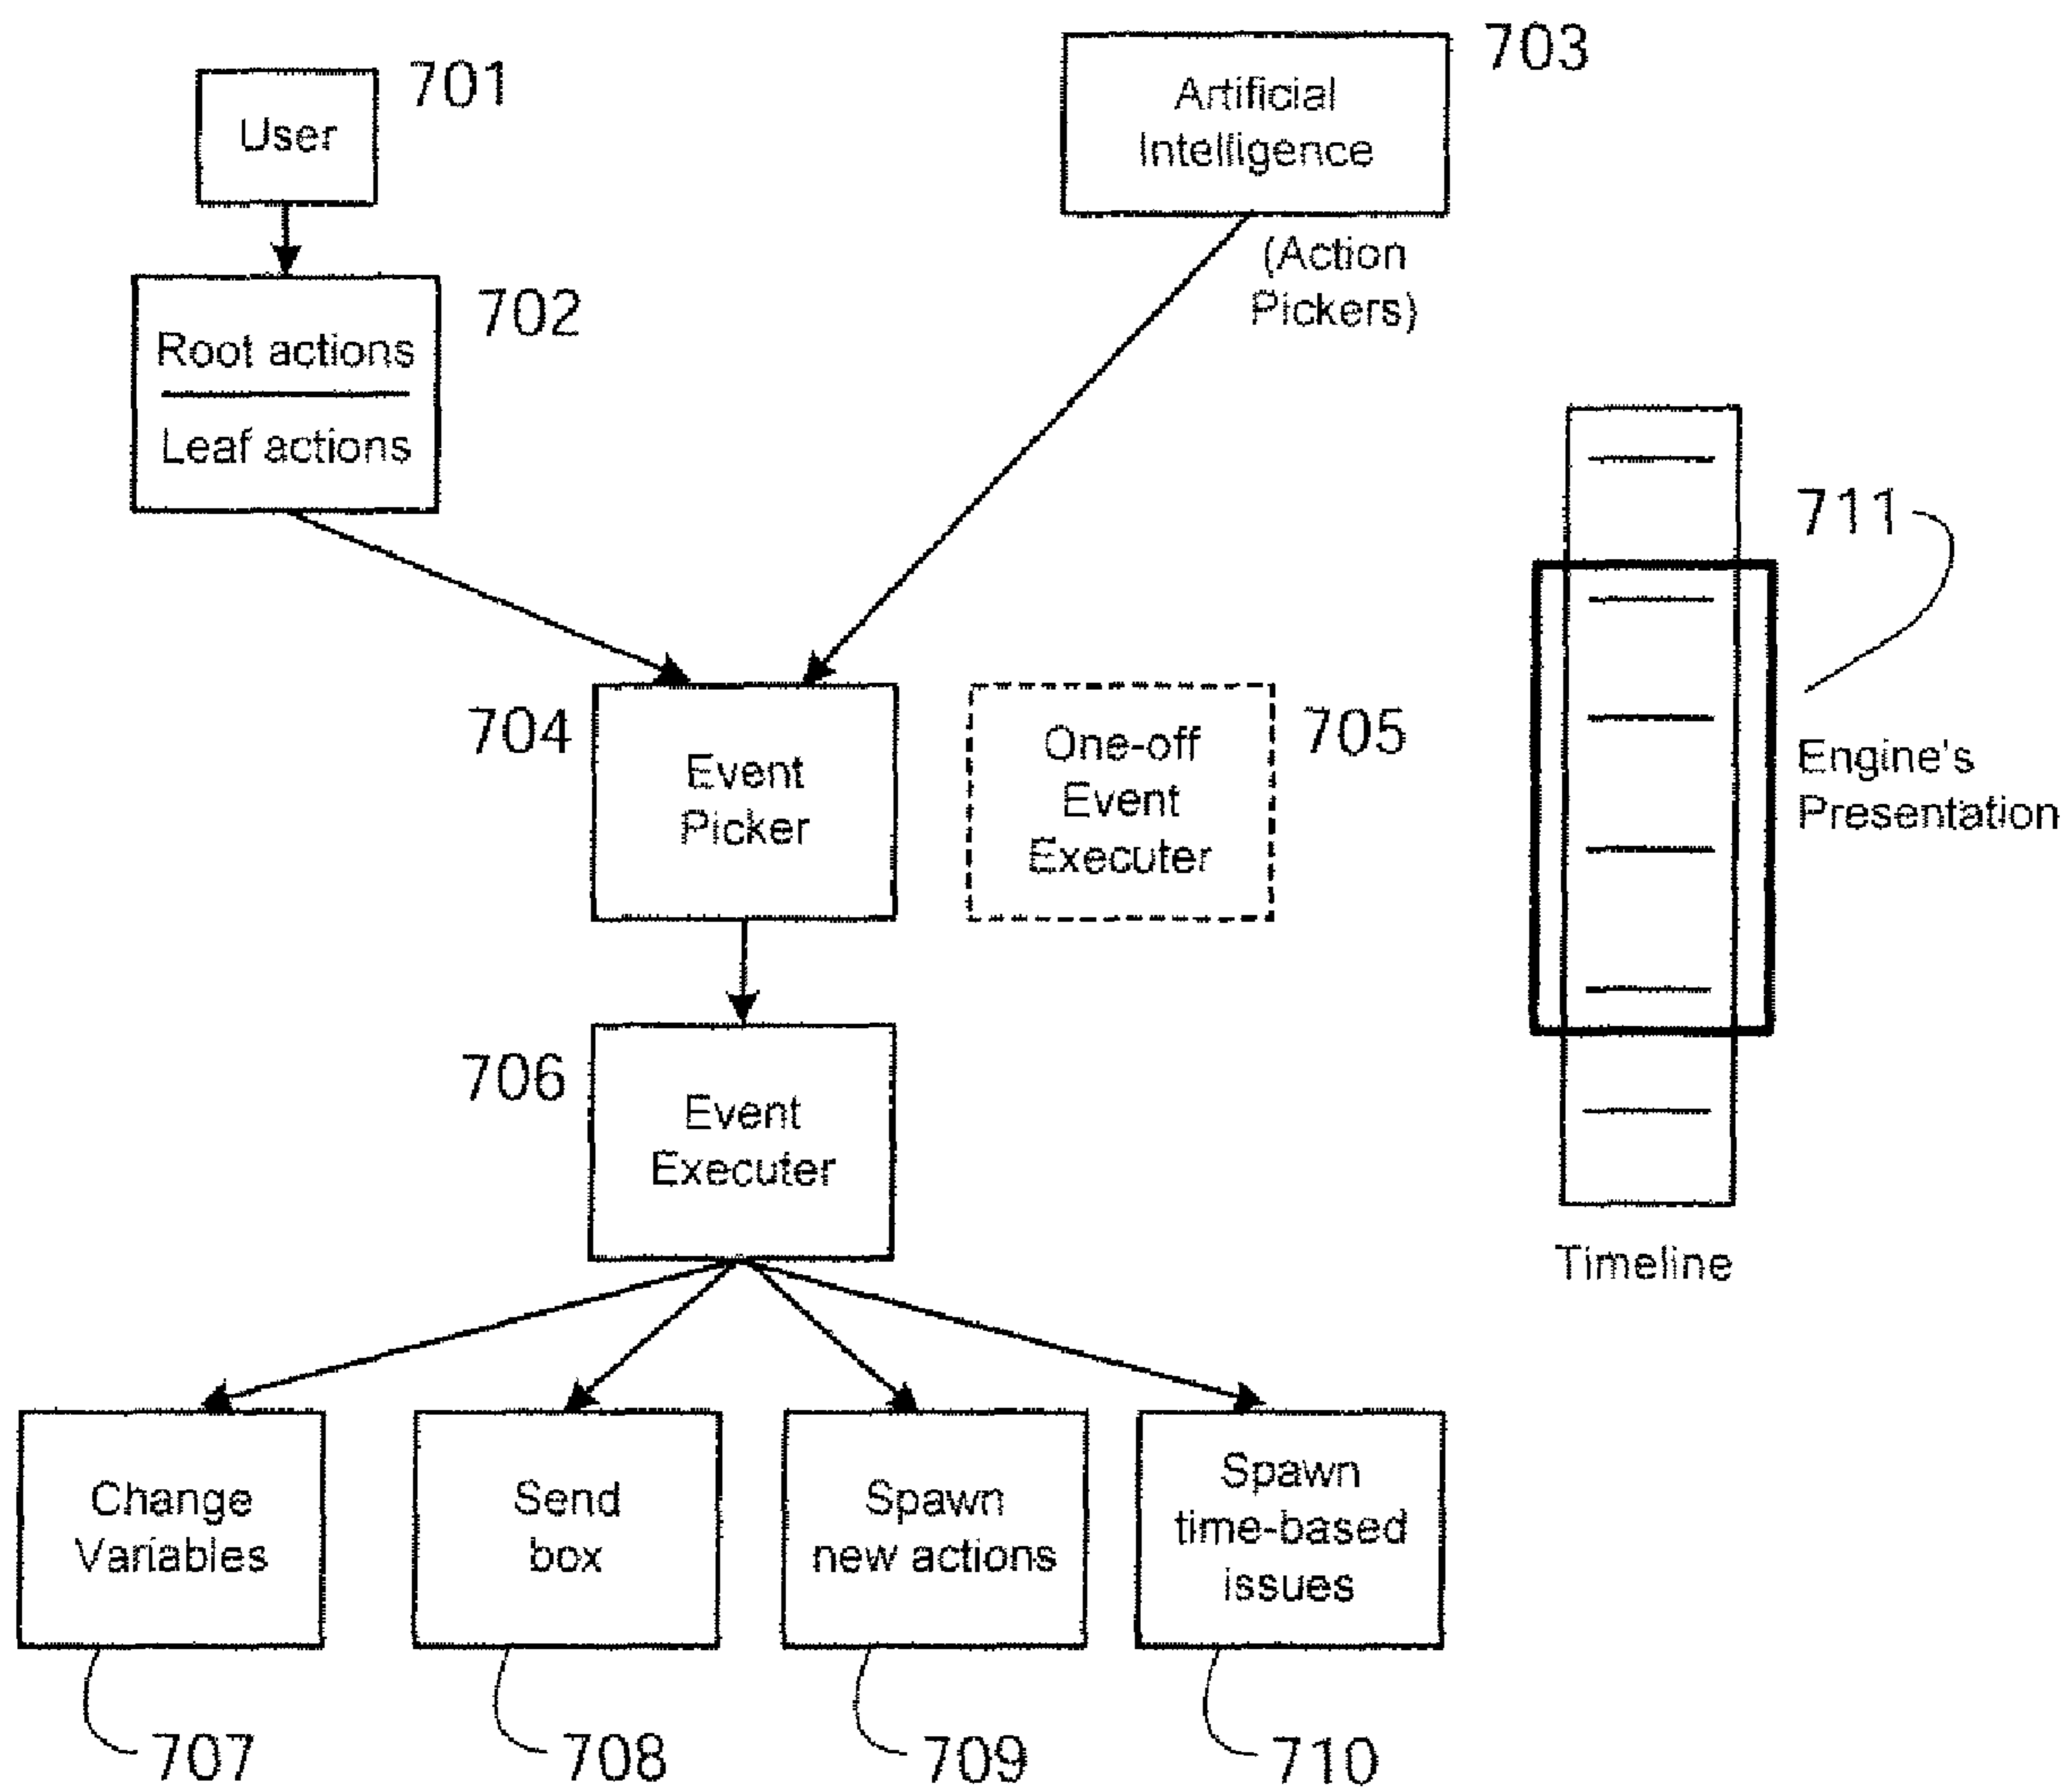 701
User
703
Artificial
Intelligence
(Action
Pickers)
702
Root actions
Leaf actions
711
704
Event
Picker
One-off
Event
Executer
705
Engine's
Presentation
706
Event
Executer
Timeline
Change
Variables
Send
box
Spawn
new actions
Spawn
time-based
issues
707
708
709
710